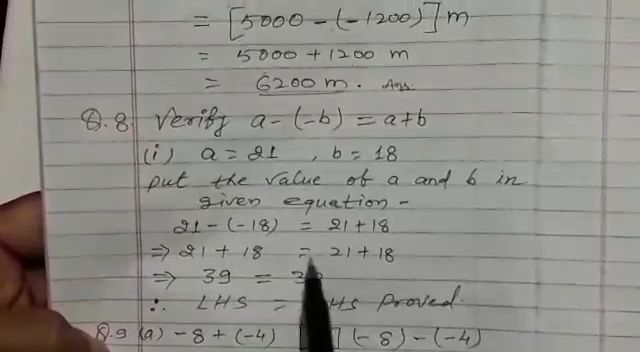 = [5000 - (-1200)] m
= 5000 + 1200 m
= 6200 m. Ans.
Q.8. Verify a - (-b) = a + b
(i) a = 21 , b = 18
put the value of a and b in
given equation -
21 - (-18) = 21 + 18
⇒ 21 + 18 = 21 + 18
⇒ 39 =
∴ LHS = HS Proved.
Q.9 (a) - 8 + (-4) (- 8) - (-4)